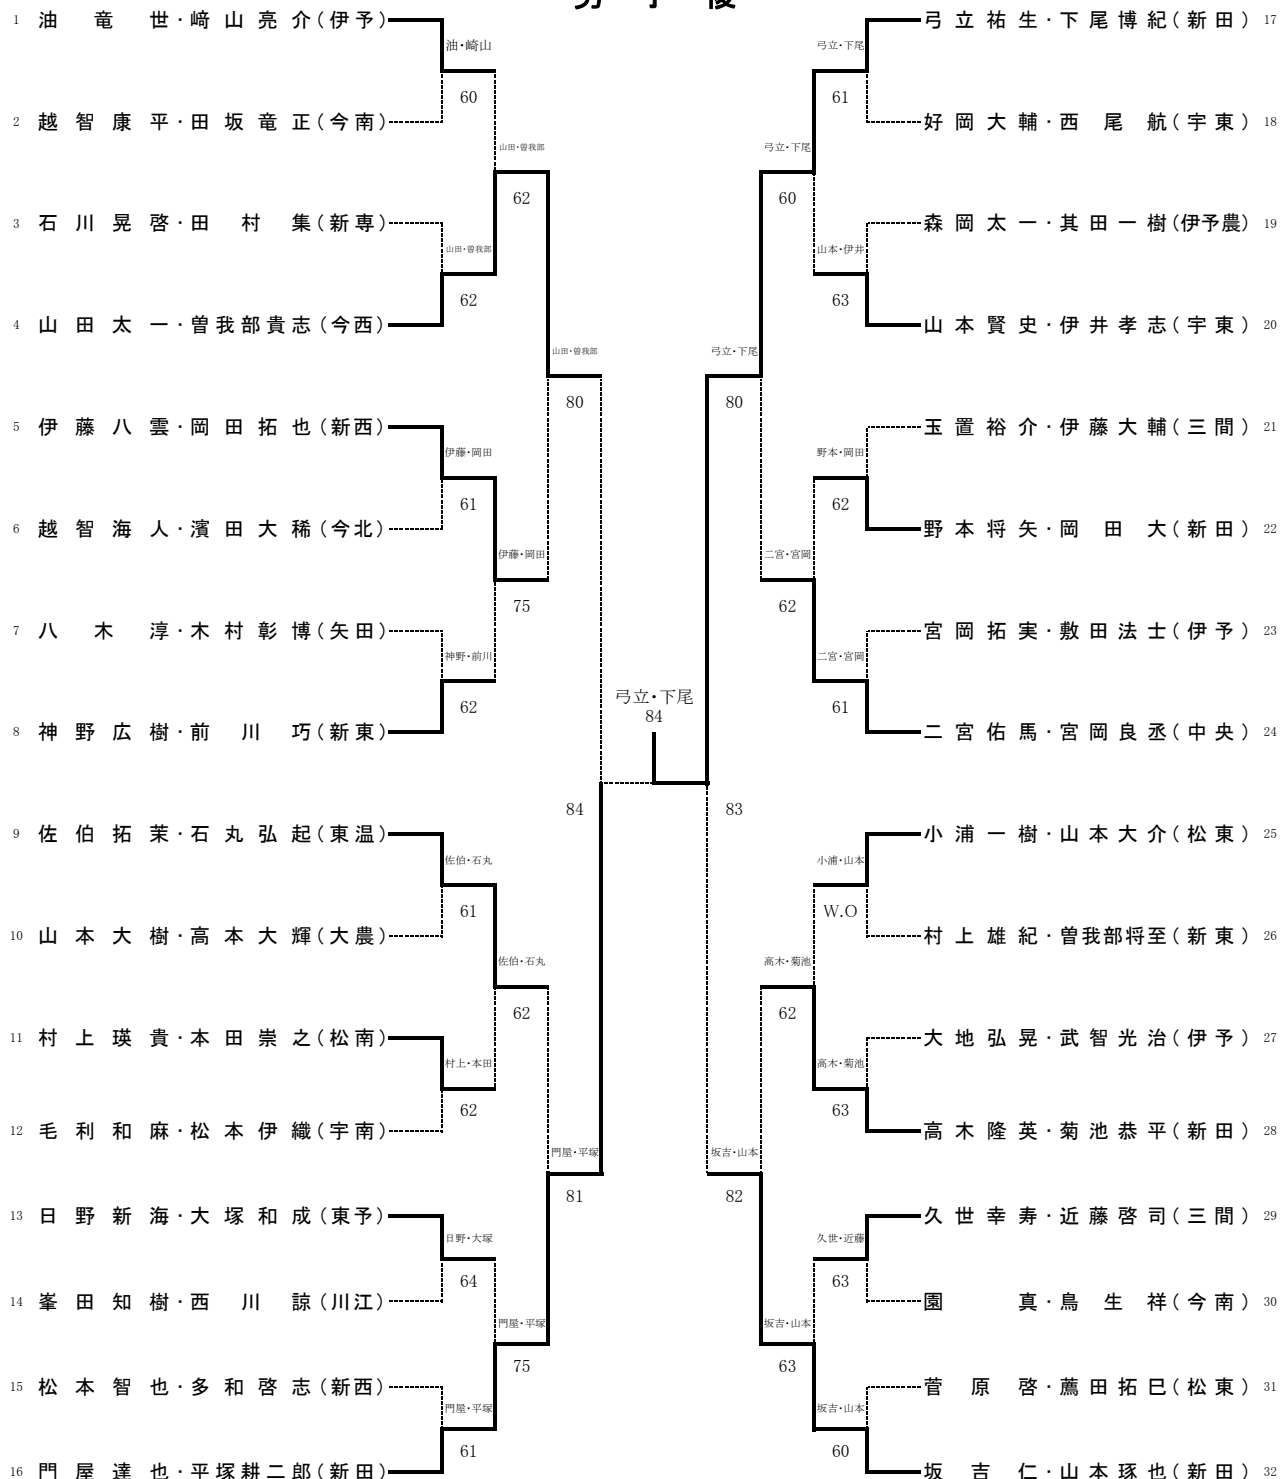 1 油竜世・﨑山亮介(伊予)
2 越智康平・田坂竜正(今南)
3 石川晃啓・田村集(新専)
4 山田太一・曽我部貴志(今西)
5 伊藤八雲・岡田拓也(新西)
6 越智海人・濱田大稀(今北)
7 八木淳・木村彰博(矢田)
8 神野広樹・前川巧(新東)
9 佐伯拓茉・石丸弘起(東温)
10 山本大樹・高本大輝(大農)
11 村上瑛貴・本田崇之(松南)
12 毛利和麻・松本伊織(宇南)
13 日野新海・大塚和成(東予)
14 峯田知樹・西川諒(川江)
15 松本智也・多和啓志(新西)
16 門屋達也・平塚耕二郎(新田)
油・﨑山
60
山田・曽我部
62
伊藤・岡田
61
神野・前川
62
佐伯・石丸
61
村上・本田
62
日野・大塚
64
門屋・平塚
61
山田・曽我部
62
伊藤・岡田
75
佐伯・石丸
62
門屋・平塚
75
山田・曽我部
80
門屋・平塚
81
84
弓立・下尾
84
83
弓立・下尾
80
坂吉・山本
82
弓立・下尾
60
二宮・宮岡
62
高木・菊池
62
坂吉・山本
63
弓立・下尾
61
山本・伊井
63
野本・岡田
62
二宮・宮岡
61
小浦・山本
W.O
高木・菊池
63
久世・近藤
63
坂吉・山本
60
弓立祐生・下尾博紀(新田) 17
好岡大輔・西尾航(宇東) 18
森岡太一・其田一樹(伊予農) 19
山本賢史・伊井孝志(宇東) 20
玉置裕介・伊藤大輔(三間) 21
野本将矢・岡田大(新田) 22
宮岡拓実・敷田法士(伊予) 23
二宮佑馬・宮岡良丞(中央) 24
小浦一樹・山本大介(松東) 25
村上雄紀・曽我部将至(新東) 26
大地弘晃・武智光治(伊予) 27
高木隆英・菊池恭平(新田) 28
久世幸寿・近藤啓司(三間) 29
園真・鳥生祥(今南) 30
菅原啓・薦田拓巳(松東) 31
坂吉仁・山本琢也(新田) 32